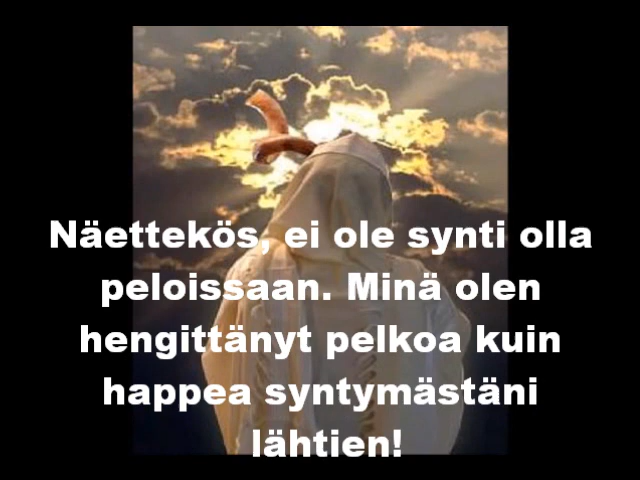 Näettekös, ei ole synti olla
peloissaan. Minä olen
hengittänyt pelkoa kuin
happea syntymästäni
lähtien!